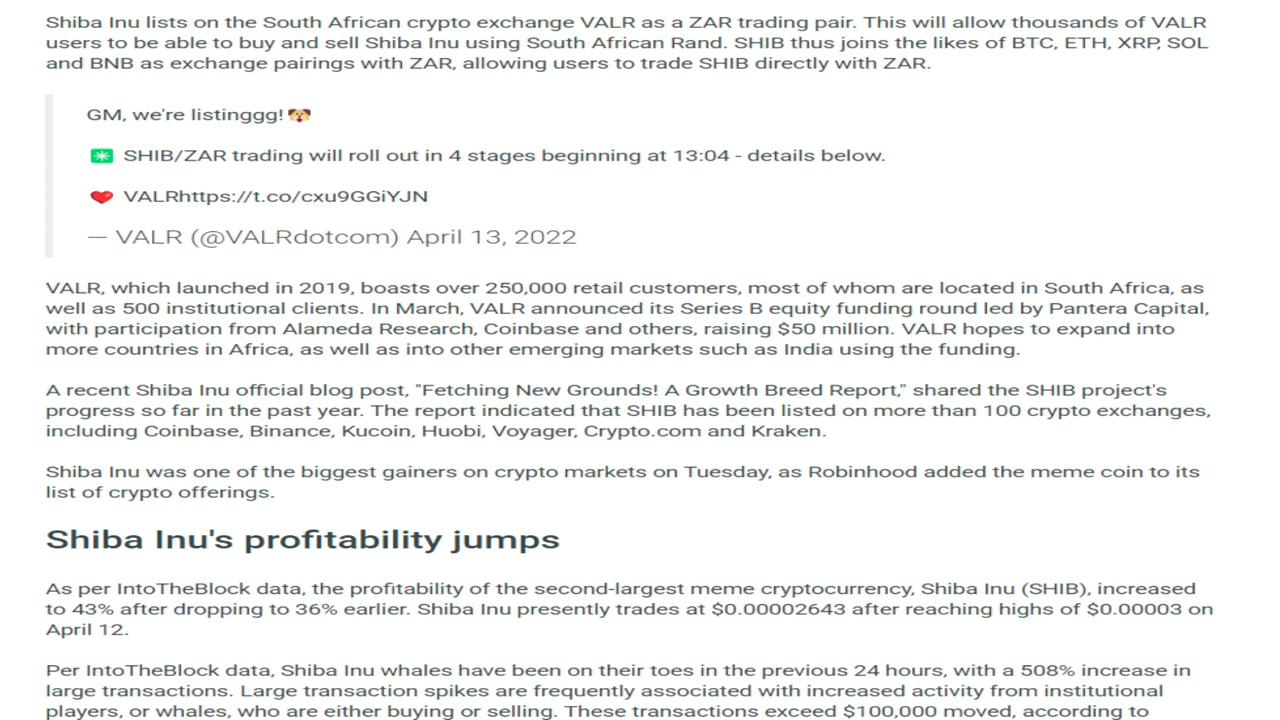 Shiba Inu lists on the South African crypto exchange VALR as a ZAR trading pair. This will allow thousands of VALR
users to be able to buy and sell Shiba Inu using South African Rand. SHIB thus joins the likes of BTC, ETH, XRP, SOL
and BNB as exchange pairings with ZAR, allowing users to trade SHIB directly with ZAR.
GM, we're listinggg!
SHIB/ZAR trading will roll out in 4 stages beginning at 13:04 - details below.
VALRhttps://t.co/cxu9GGiYJN
— VALR (@VALRdotcom) April 13, 2022
VALR, which launched in 2019, boasts over 250,000 retail customers, most of whom are located in South Africa, as
well as 500 institutional clients. In March, VALR announced its Series B equity funding round led by Pantera Capital,
with participation from Alameda Research, Coinbase and others, raising $50 million. VALR hopes to expand into
more countries in Africa, as well as into other emerging markets such as India using the funding.
A recent Shiba Inu official blog post, "Fetching New Grounds! A Growth Breed Report," shared the SHIB project's
progress so far in the past year. The report indicated that SHIB has been listed on more than 100 crypto exchanges,
including Coinbase, Binance, Kucoin, Huobi, Voyager, Crypto.com and Kraken.
Shiba Inu was one of the biggest gainers on crypto markets on Tuesday, as Robinhood added the meme coin to its
list of crypto offerings.
Shiba Inu's profitability jumps
As per IntoTheBlock data, the profitability of the second-largest meme cryptocurrency, Shiba Inu (SHIB), increased
to 43% after dropping to 36% earlier. Shiba Inu presently trades at $0.00002643 after reaching highs of $0.00003 on
April 12.
Per IntoTheBlock data, Shiba Inu whales have been on their toes in the previous 24 hours, with a 508% increase in
large transactions. Large transaction spikes are frequently associated with increased activity from institutional
players, or whales, who are either buying or selling. These transactions exceed $100,000 moved, according to